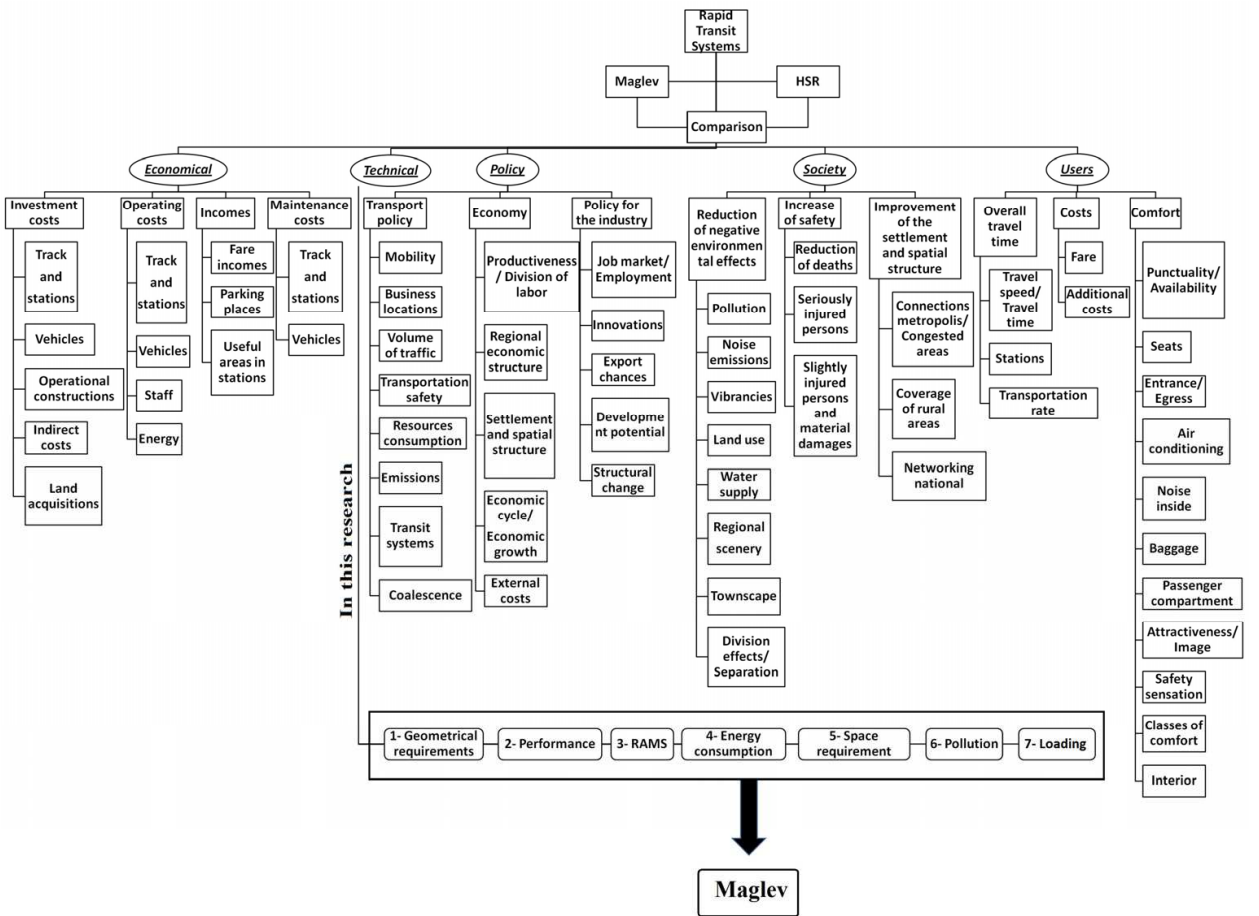 Rapid
Transit
Systems
Maglev
HSR
Comparison
Economical
Technical
Policy
Society
Users
Investment
costs
Track
and
stations
Vehicles
Operational
constructions
Indirect
costs
Land
acquisitions
Operating
costs
Track
and
stations
Vehicles
Staff
Energy
Incomes
Fare
incomes
Parking
places
Useful
areas in
stations
Maintenance
costs
Track
and
stations
Vehicles
Transport
policy
Mobility
Business
locations
Volume
of traffic
Transportation
safety
Resources
consumption
Emissions
Transit
systems
Coalescence
Economy
Productiveness
/ Division of
labor
Regional
economic
structure
Settlement
and spatial
structure
Economic
cycle/
Economic
growth
External
costs
Policy for
the industry
Job market/
Employment
Innovations
Export
chances
Developme
nt potential
Structural
change
Reduction
of negative
environmen
tal effects
Pollution
Noise
emissions
Vibrancies
Land use
Water
supply
Regional
scenery
Townscape
Division
effects/
Separation
Increase
of safety
Reduction
of deaths
Seriously
injured
persons
Slightly
injured
persons
and
material
damages
Improvement
of the
settlement
and spatial
structure
Connections
metropolis/
Congested
areas
Coverage
of rural
areas
Networking
national
Overall
travel
time
Travel
speed/
Travel
time
Stations
Transportation
rate
Costs
Fare
Additional
costs
Comfort
Punctuality/
Availability
Seats
Entrance/
Egress
Air
conditioning
Noise
inside
Baggage
Passenger
compartment
Attractiveness/
Image
Safety
sensation
Classes of
comfort
Interior
In this research
1- Geometrical
requirements
2- Performance
3- RAMS
4- Energy
consumption
5- Space
requirement
6- Pollution
7- Loading
Maglev